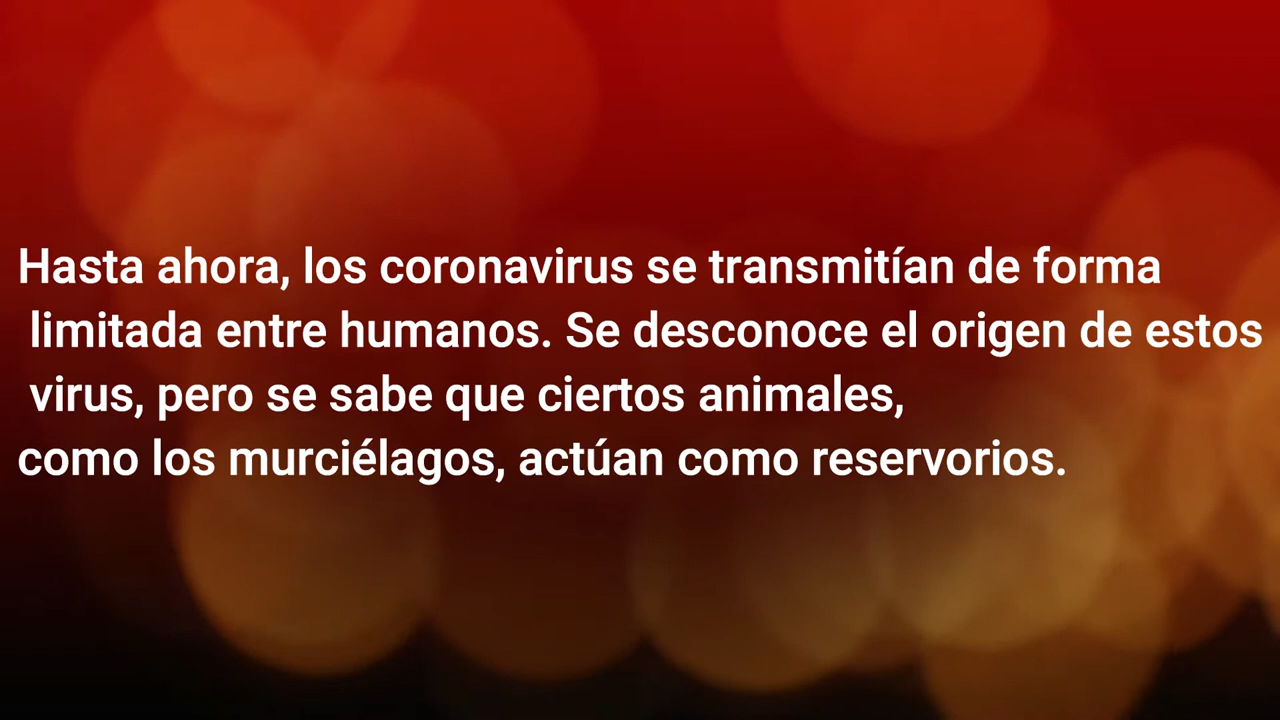 Hasta ahora, los coronavirus se transmitían de forma
limitada entre humanos. Se desconoce el origen de estos
virus, pero se sabe que ciertos animales,
como los murciélagos, actúan como reservorios.